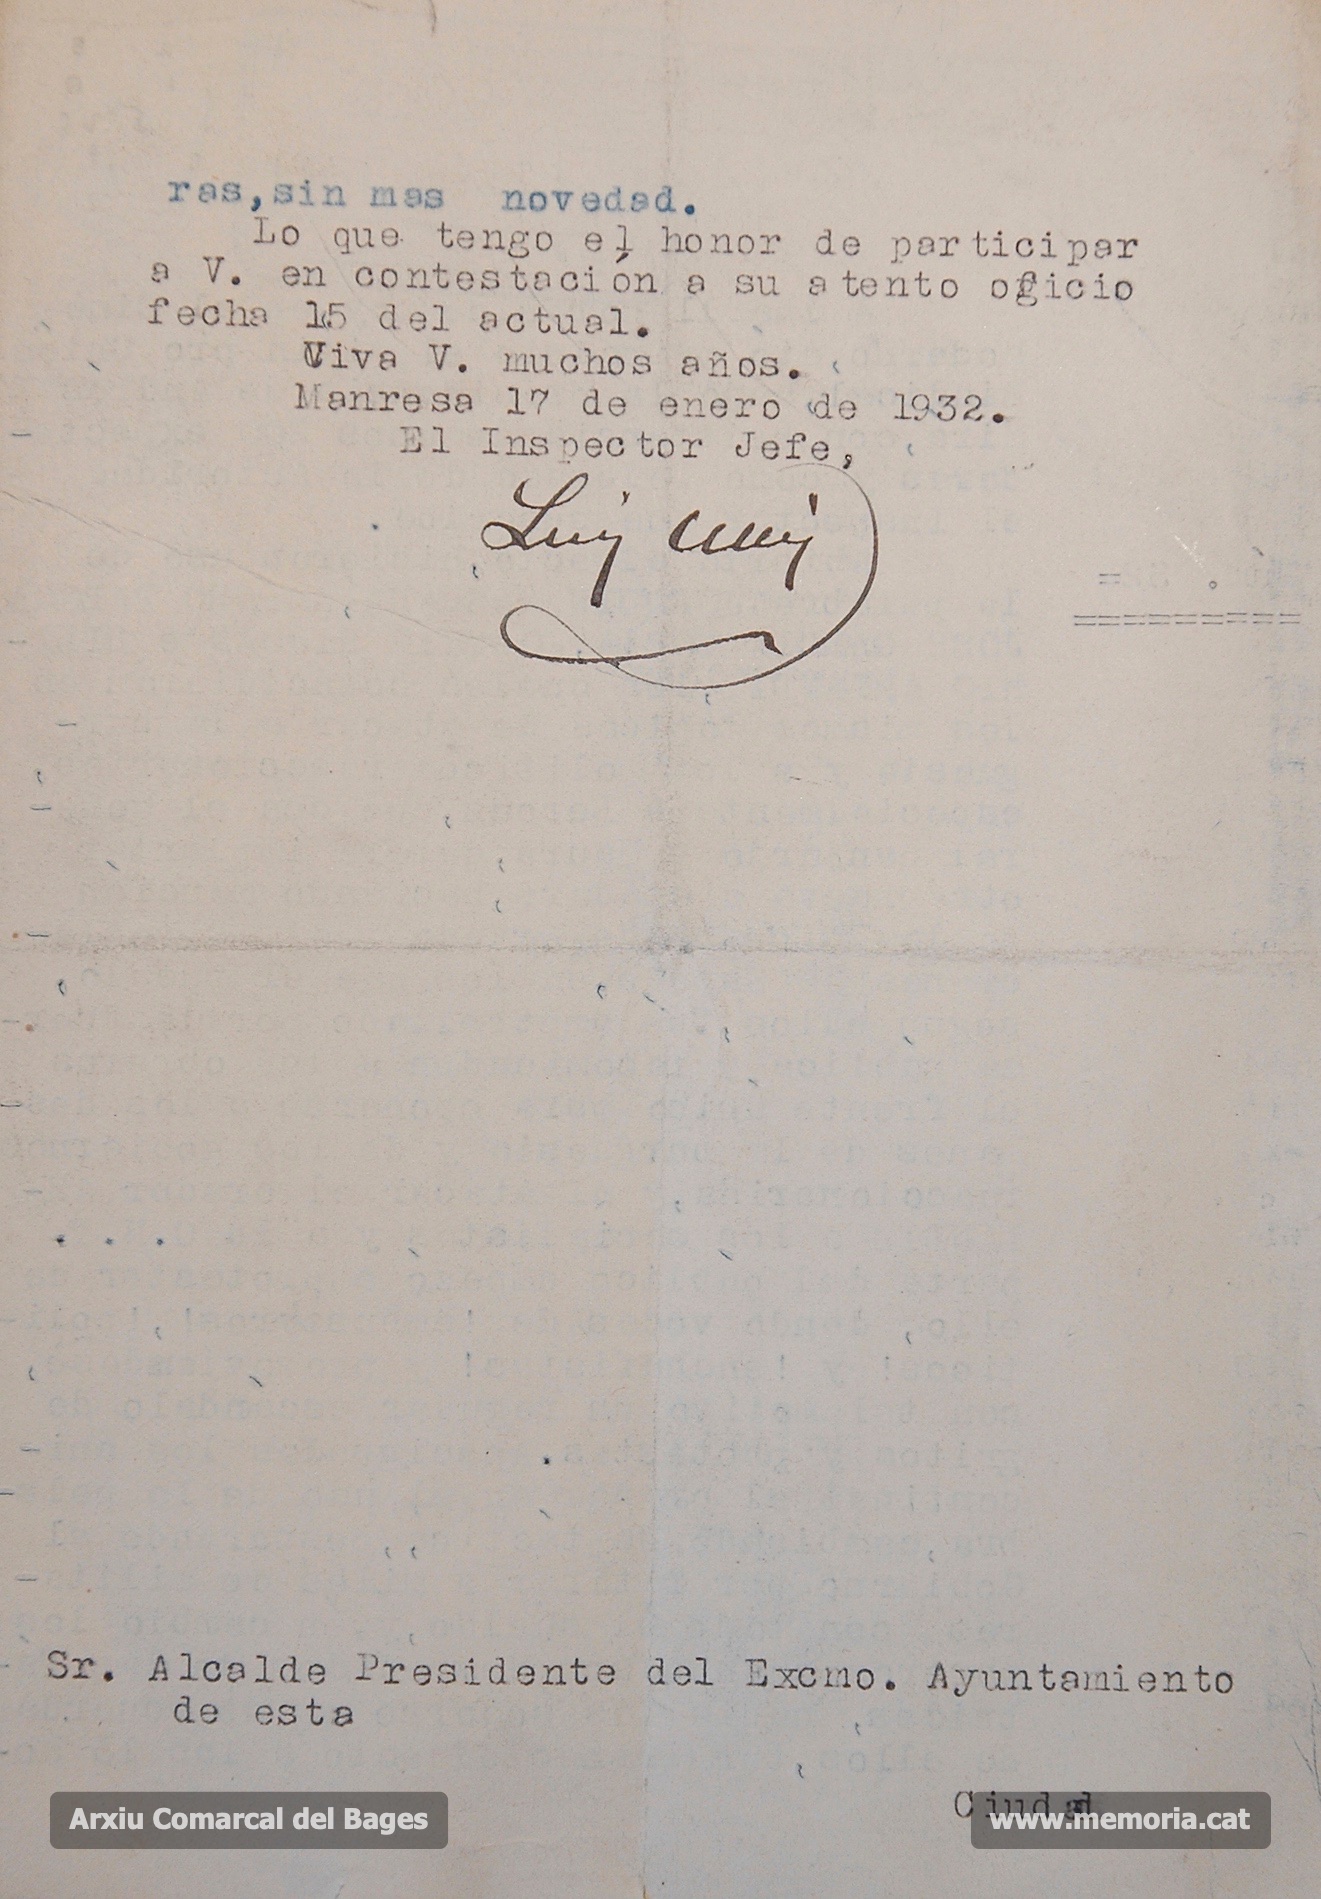 ras,sin mas novedad.
Lo que tengo el honor de participar
a V. en contestación a su atento oficio
fecha 15 del actual.
Viva V. muchos años.
Manresa 17 de enero de 1932.
El Inspector Jefe,
Luis
Sr. Alcalde Presidente del Excmo. Ayuntamiento
de esta
Ciudad
Arxiu Comarcal del Bages
www.memoria.cat